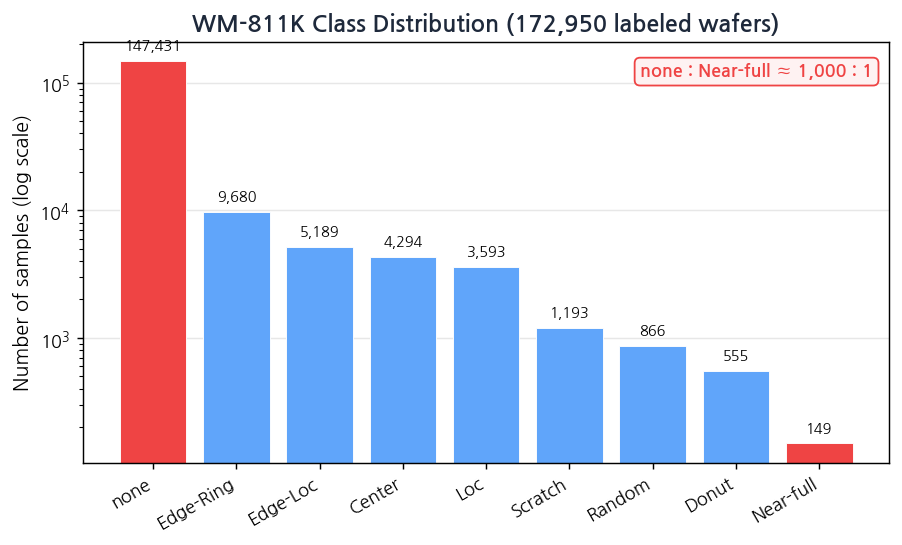 WM-811K Class Distribution (172,950 labeled wafers)
147,431
none : Near-full ≈ 1,000 : 1
10^5
9,680
10^4
5,189
4,294
3,593
1,193
866
10^3
555
149
Number of samples (log scale)
none
Edge-Ring
Edge-Loc
Center
Loc
Scratch
Random
Donut
Near-full